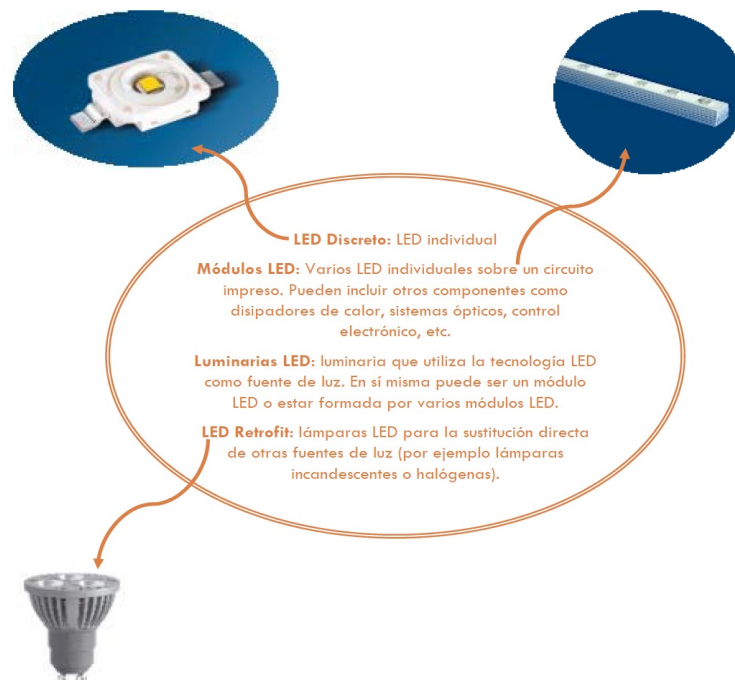 LED Discreto: LED individual
Módulos LED: Varios LED individuales sobre un circuito
impreso. Pueden incluir otros componentes como
disipadores de calor, sistemas ópticos, control
electrónico, etc.
Luminarias LED: luminaria que utiliza la tecnología LED
como fuente de luz. En sí misma puede ser un módulo
LED o estar formada por varios módulos LED.
LED Retrofit: lámparas LED para la sustitución directa
de otras fuentes de luz (por ejemplo lámparas
incandescentes o halógenas).